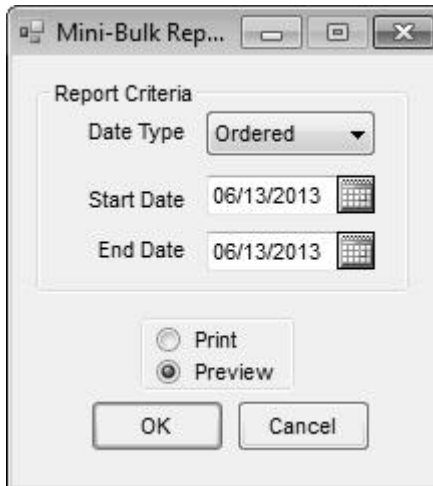 Mini-Bulk Rep...
Report Criteria
Date Type Ordered
Start Date 06/13/2013
End Date 06/13/2013
Print
Preview
OK Cancel